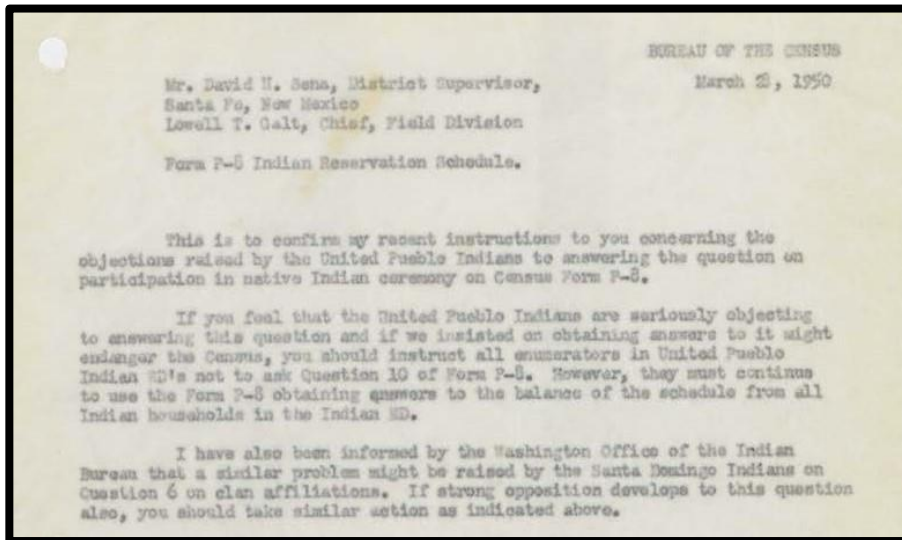 BUREAU OF THE CENSUS
March 28, 1950
Mr. David H. Sena, District Supervisor,
Santa Fe, New Mexico
Lowell T. Galt, Chief, Field Division
Form P-8 Indian Reservation Schedule.
This is to confirm my recent instructions to you concerning the
objections raised by the United Pueblo Indians to answering the question on
participation in native Indian ceremony on Census Form P-8.
If you feel that the United Pueblo Indians are seriously objecting
to answering this question and if we insisted on obtaining answers to it might
endanger the Census, you should instruct all enumerators in United Pueblo
Indian ED's not to ask Question 10 of Form P-8. However, they must continue
to use the Form P-8 obtaining answers to the balance of the schedule from all
Indian households in the Indian ED.
I have also been informed by the Washington Office of the Indian
Bureau that a similar problem might be raised by the Santa Domingo Indians on
Question 6 on clan affiliations. If strong opposition develops to this question
also, you should take similar action as indicated above.